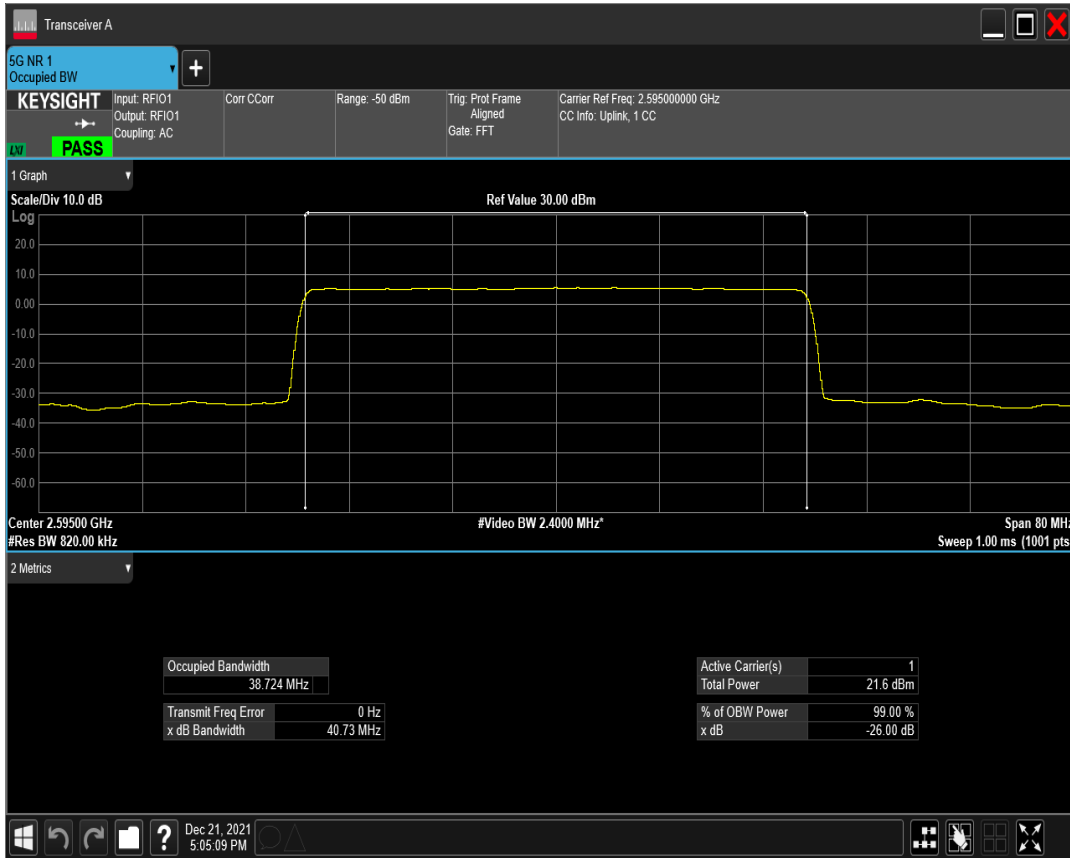 Transceiver A
5G NR 1
Occupied BW
KEYSIGHT
LXI
PASS
Input: RFIO1
Output: RFIO1
Coupling: AC
Corr CCorr
Range: -50 dBm
Trig: Prot Frame
Aligned
Gate: FFT
Carrier Ref Freq: 2.595000000 GHz
CC Info: Uplink, 1 CC
1 Graph
Scale/Div 10.0 dB
Ref Value 30.00 dBm
Log
20.0
10.0
0.00
-10.0
-20.0
-30.0
-40.0
-50.0
-60.0
Center 2.59500 GHz
#Video BW 2.4000 MHz*
Span 80 MHz
#Res BW 820.00 kHz
Sweep 1.00 ms (1001 pts
2 Metrics
Occupied Bandwidth
38.724 MHz
Transmit Freq Error 0 Hz
x dB Bandwidth 40.73 MHz
Active Carrier(s) 1
Total Power 21.6 dBm
% of OBW Power 99.00 %
x dB -26.00 dB
?
Dec 21, 2021
5:05:09 PM